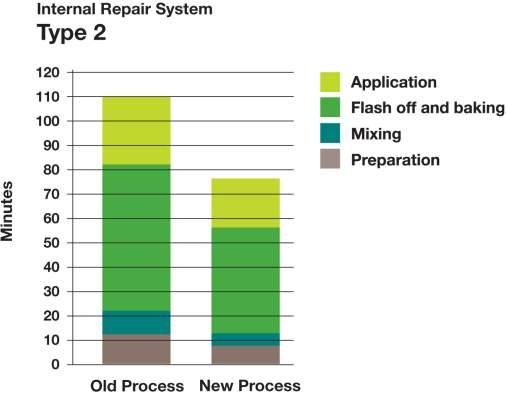 Internal Repair System
Type 2
120
110
100
90
80
70
60
50
40
30
20
10
0
Minutes
Old Process
New Process
Application
Flash off and baking
Mixing
Preparation